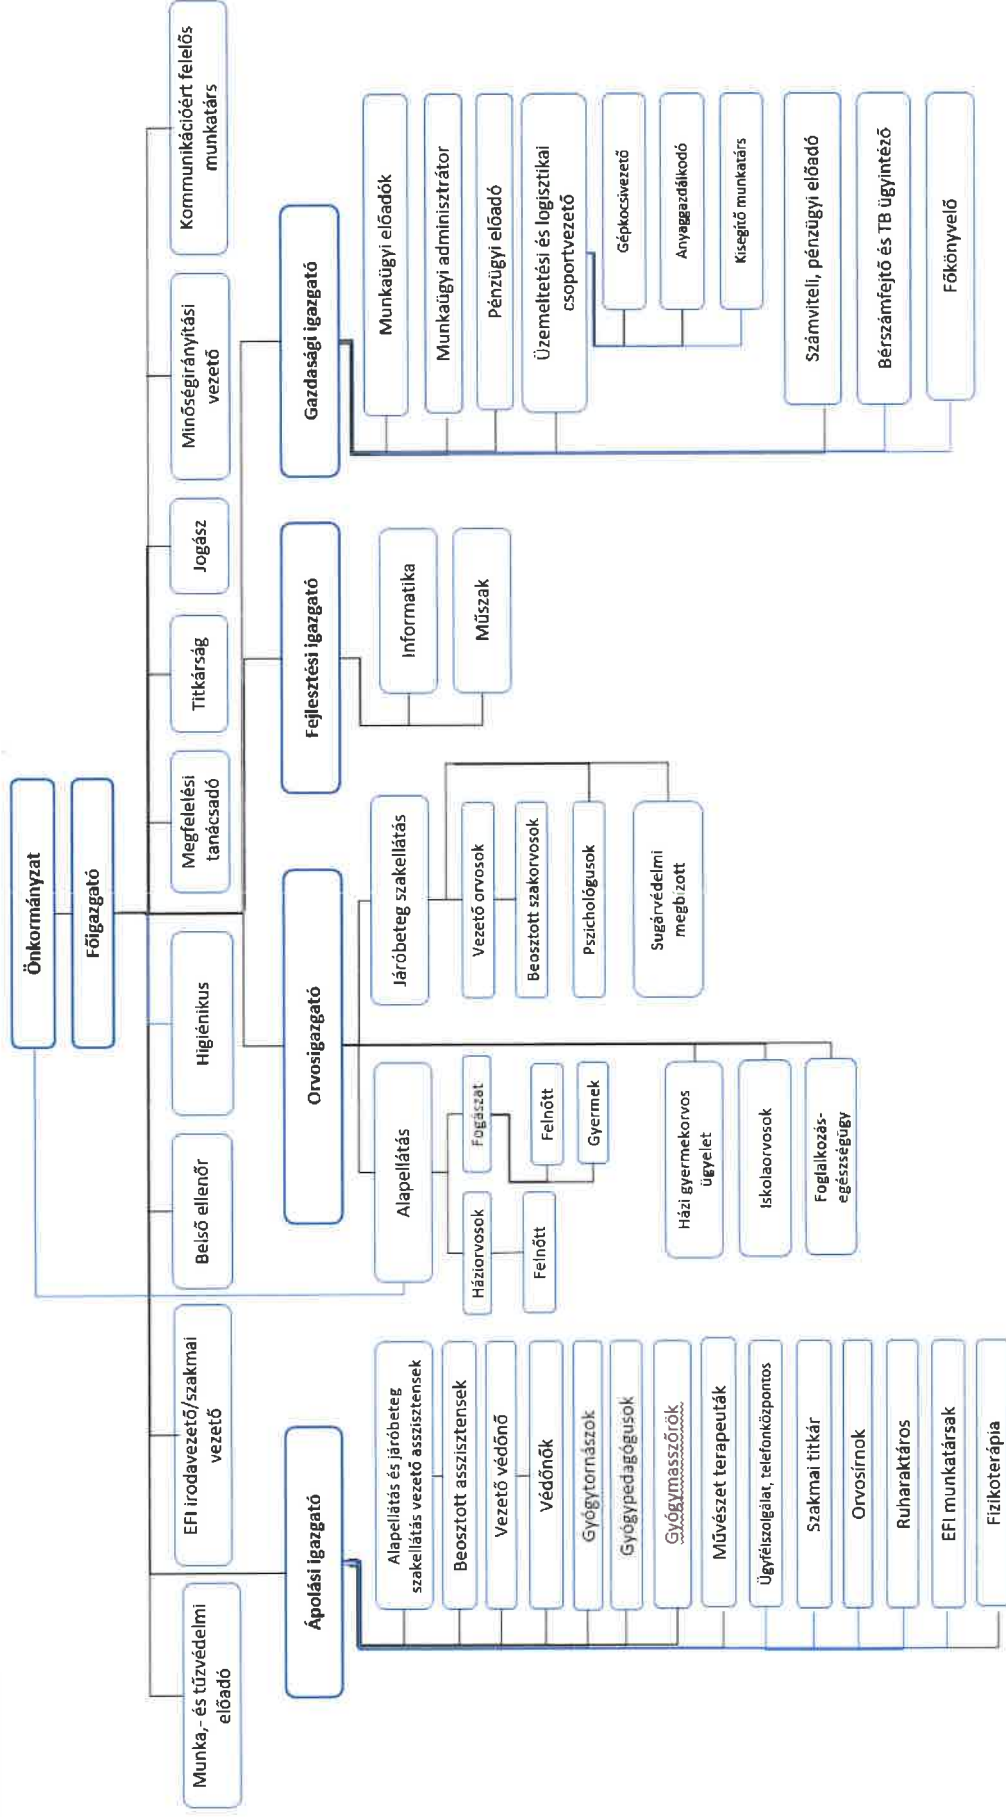 Önkormányzat
Főigazgató
Munka,- és tűzvédelmi
előadó
EFI irodavezető/szakmai
vezető
Belső ellenőr
Higiénikus
Megfelelési
tanácsadó
Titkárság
Jogász
Minőségirányítási
vezető
Kommunikációért felelős
munkatárs
Ápolási igazgató
Orvosigazgató
Fejlesztési igazgató
Gazdasági igazgató
Alapellátás és járóbeteg
szakellátás vezető asszisztensek
Beosztott asszisztensek
Vezető védőnő
Védőnők
Gyógytornászok
Gyógypedagógusok
Gyógymasszőrök
Művészet terapeuták
Ügyfélszolgálat, telefonközpontos
Szakmai titkár
Orvosírnok
Ruharaktáros
EFI munkatársak
Fizikoterápia
Alapellátás
Háziorvosok
Felnőtt
Fogászat
Felnőtt
Gyermek
Házi gyermekorvos
ügyelet
Iskolaorvosok
Foglalkozás-
egészségügy
Járóbeteg szakellátás
Vezető orvosok
Beosztott szakorvosok
Pszichológusok
Sugárvédelmi
megbízott
Informatika
Műszak
Munkaügyi előadók
Munkaügyi adminisztrátor
Pénzügyi előadó
Üzemeltetési és logisztikai
csoportvezető
Gépkocsivezető
Anyaggazdálkodó
Kisegítő munkatárs
Számviteli, pénzügyi előadó
Bérszámfejtő és TB ügyintéző
Főkönyvelő